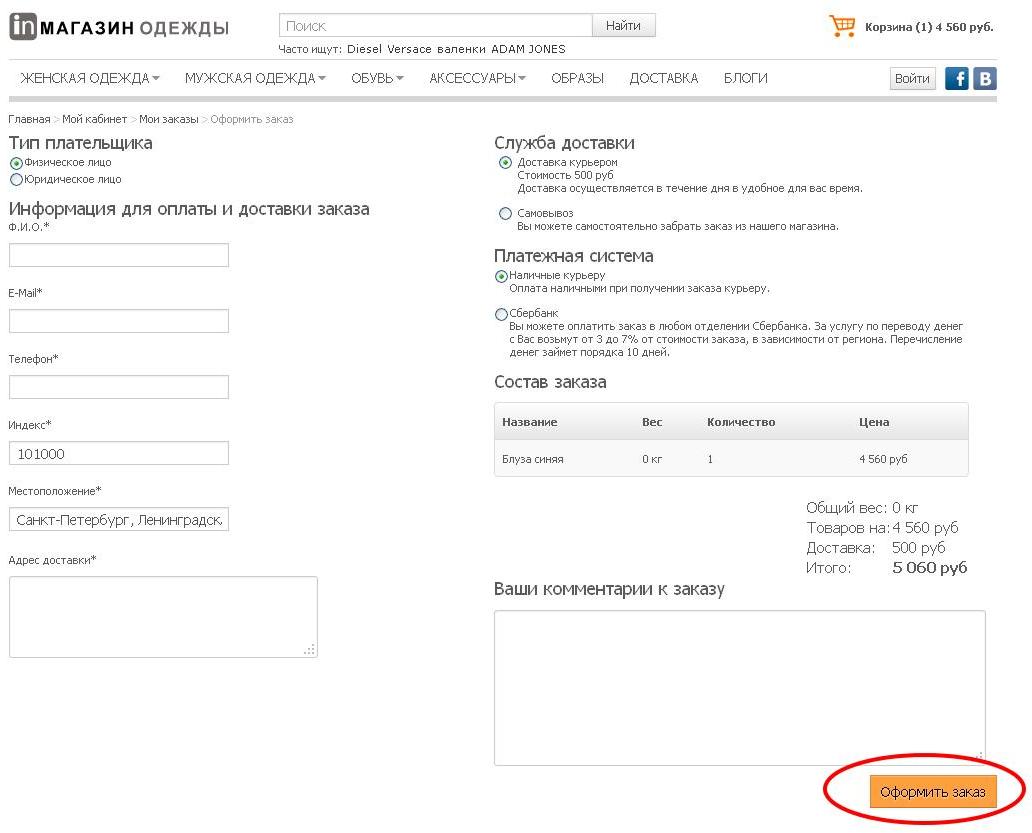 in МАГАЗИН ОДЕЖДЫ
Поиск
Найти
Корзина (1) 4 560 руб.
Часто ищут: Diesel Versace валенки ADAM JONES
ЖЕНСКАЯ ОДЕЖДА МУЖСКАЯ ОДЕЖДА ОБУВЬ АКСЕССУАРЫ ОБРАЗЫ ДОСТАВКА БЛОГИ
Войти
f
B
Главная > Мой кабинет > Мои заказы > Оформить заказ
Тип плательщика
Физическое лицо
Юридическое лицо
Информация для оплаты и доставки заказа
Ф.И.О.*
E-Mail*
Телефон*
Индекс*
101000
Местоположение*
Санкт-Петербург, Ленинградск.
Адрес доставки*
Служба доставки
Доставка курьером
Стоимость 500 руб
Доставка осуществляется в течение дня в удобное для вас время.
Самовывоз
Вы можете самостоятельно забрать заказ из нашего магазина.
Платежная система
Наличные курьеру
Оплата наличными при получении заказа курьеру.
Сбербанк
Вы можете оплатить заказ в любом отделении Сбербанка. За услугу по переводу денег
с Вас возьмут от 3 до 7% от стоимости заказа, в зависимости от региона. Перечисление
денег займет порядка 10 дней.
Состав заказа
Название Вес Количество Цена
Блуза синяя 0 кг 1 4 560 руб
Общий вес: 0 кг
Товаров на: 4 560 руб
Доставка: 500 руб
Итого: 5 060 руб
Ваши комментарии к заказу
Оформить заказ